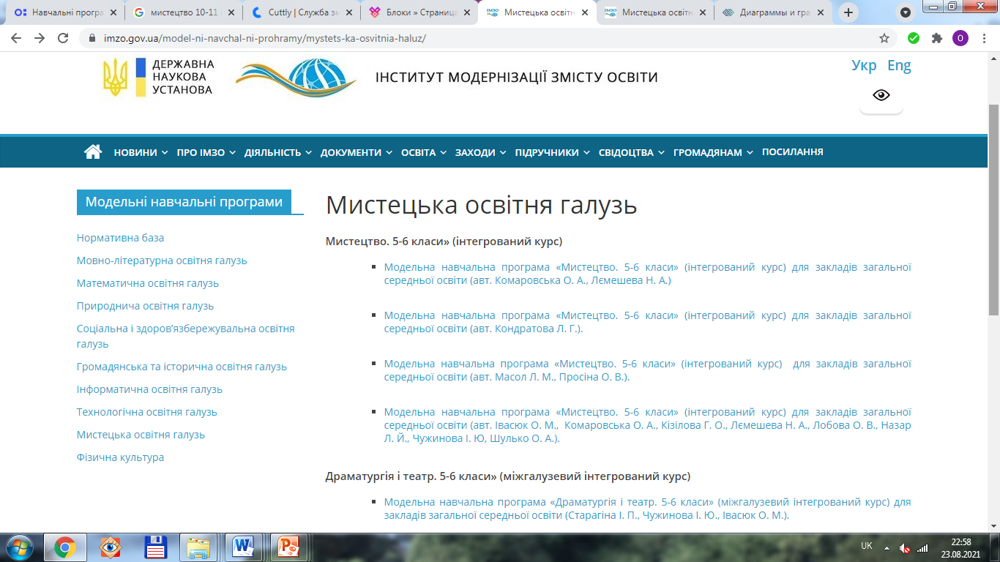 Навчальні програ
мистецтво 10-11
Cuttly | Служба зм
Блоки » Страница
Мистецька освітн
Мистецька освітн
Диаграммы и гра
imzo.gov.ua/model-ni-navchal-ni-prohramy/mystets-ka-osvitnia-haluz/
O
ДЕРЖАВНА
НАУКОВА
УСТАНОВА
ІНСТИТУТ МОДЕРНІЗАЦІЇ ЗМІСТУ ОСВІТИ
Укр Eng
НОВИНИ ПРО ІМЗО ДІЯЛЬНІСТЬ ДОКУМЕНТИ ОСВІТА ЗАХОДИ ПІДРУЧНИКИ СВІДОЦТВА ГРОМАДЯНАМ ПОСИЛАННЯ
Модельні навчальні програми
Нормативна база
Мовно-літературна освітня галузь
Математична освітня галузь
Природнича освітня галузь
Соціальна і здоров’язбережувальна освітня
галузь
Громадянська та історична освітня галузь
Інформатична освітня галузь
Технологічна освітня галузь
Мистецька освітня галузь
Фізична культура
Мистецька освітня галузь
Мистецтво. 5-6 класи» (інтегрований курс)
Модельна навчальна програма «Мистецтво. 5-6 класи» (інтегрований курс) для закладів загальної
середньої освіти (авт. Комаровська О. А., Лємешева Н. А.)
Модельна навчальна програма «Мистецтво. 5-6 класи» (інтегрований курс) для закладів загальної
середньої освіти (авт. Кондратова Л. Г.).
Модельна навчальна програма «Мистецтво. 5-6 класи» (інтегрований курс) для закладів загальної
середньої освіти (авт. Масол Л. М., Просіна О. В.).
Модельна навчальна програма «Мистецтво. 5-6 класи» (інтегрований курс) для закладів загальної
середньої освіти (авт. Івасюк О. М., Комаровська О. А., Кізілова Г. О., Лємешева Н. А., Лобова О. В., Назар
Л. Й., Чужинова І. Ю, Шулько О. А.).
Драматургія і театр. 5-6 класи» (міжгалузевий інтегрований курс)
Модельна навчальна програма «Драматургія і театр. 5-6 класи» (міжгалузевий інтегрований курс) для
закладів загальної середньої освіти (Старагіна І. П., Чужинова І. Ю., Івасюк О. М.).
UK
22:58
23.08.2021